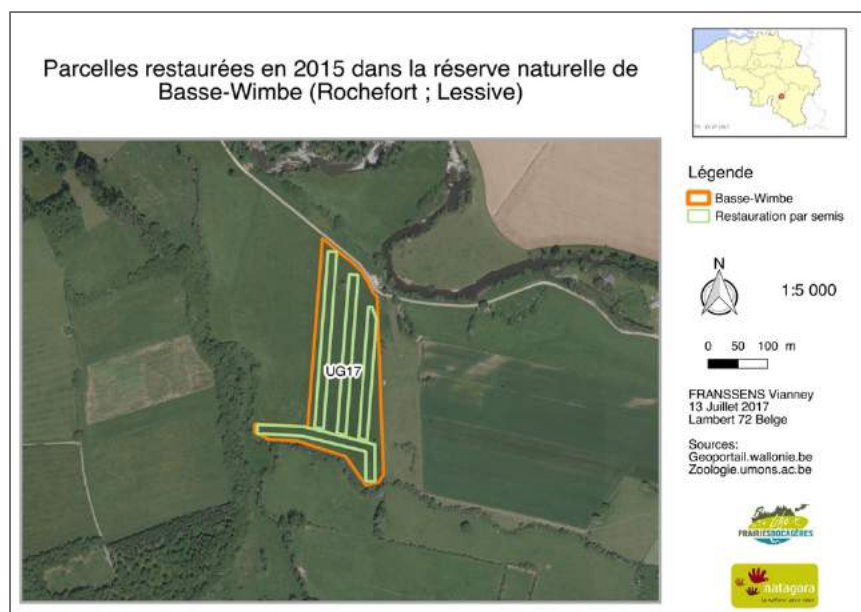 Parcelles restaurées en 2015 dans la réserve naturelle de
Basse-Wimbe (Rochefort ; Lessive)
Légende
Basse-Wimbe
Restauration par semis
N
1:5 000
0 50 100 m
UG17
FRANSSENS Vianney
13 Juillet 2017
Lambert 72 Belge
Sources:
Geoportail.wallonie.be
Zoologie.umons.ac.be
PRAIRIESBOCAGÈRES
natagora